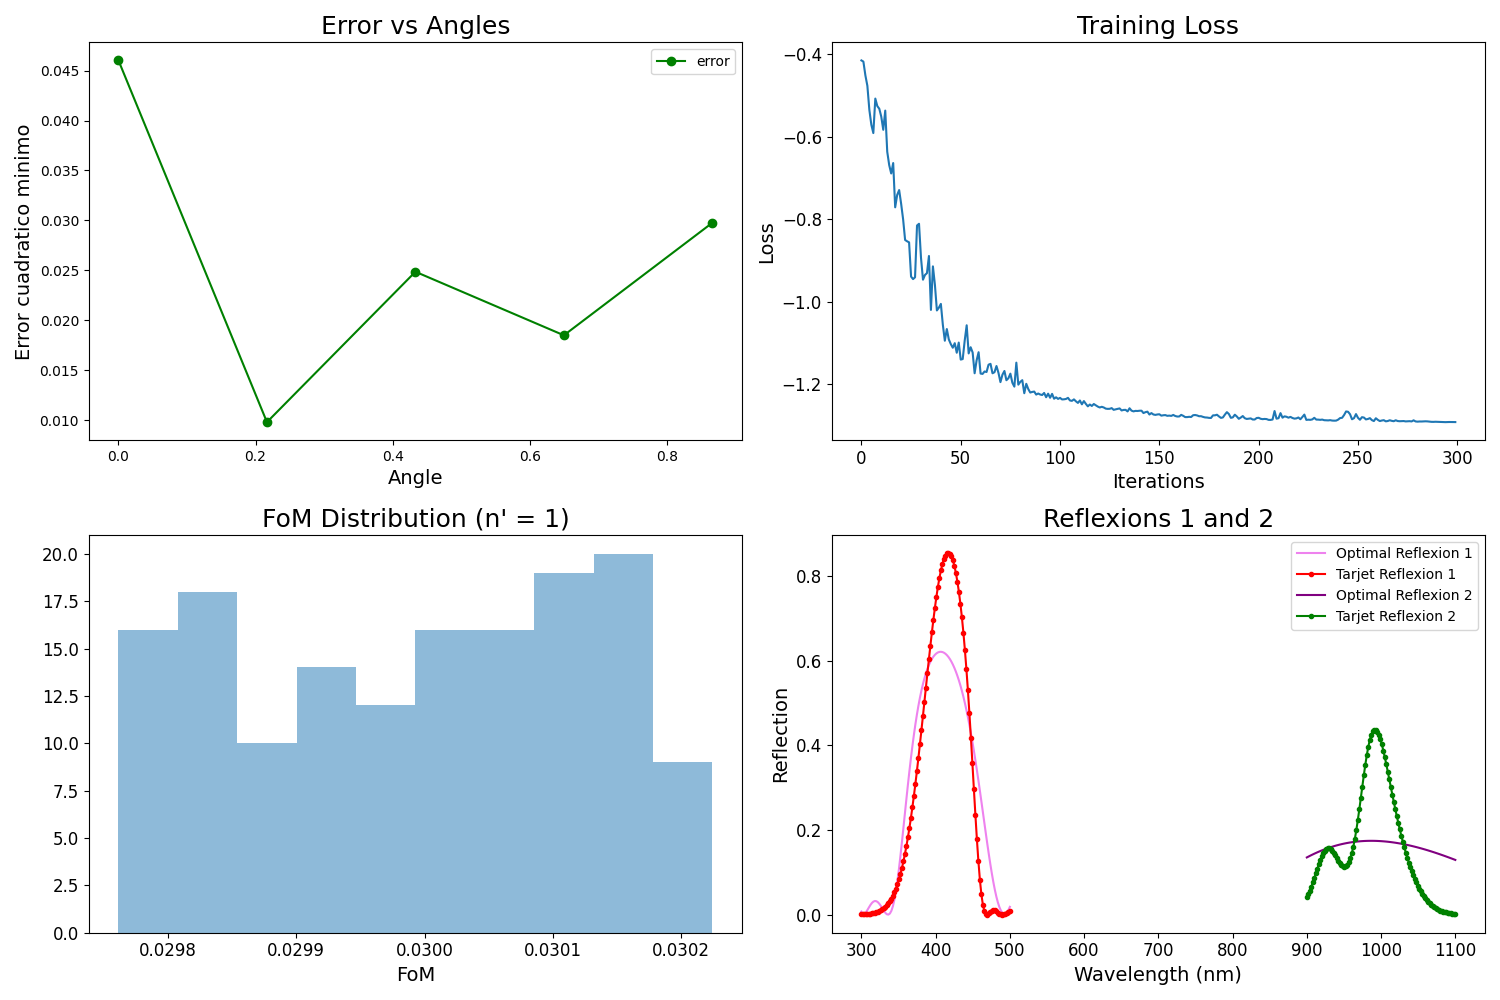 Error vs Angles
Error cuadratico minimo
0.045
0.040
0.035
0.030
0.025
0.020
0.015
0.010
error
0.0 0.2 0.4 0.6 0.8
Angle
Training Loss
Loss
−0.4
−0.6
−0.8
−1.0
−1.2
0 50 100 150 200 250 300
Iterations
FoM Distribution (n' = 1)
20.0
17.5
15.0
12.5
10.0
7.5
5.0
2.5
0.0
0.0298 0.0299 0.0300 0.0301 0.0302
FoM
Reflexions 1 and 2
Reflection
0.8
0.6
0.4
0.2
0.0
Optimal Reflexion 1
Tarjet Reflexion 1
Optimal Reflexion 2
Tarjet Reflexion 2
300 400 500 600 700 800 900 1000 1100
Wavelength (nm)